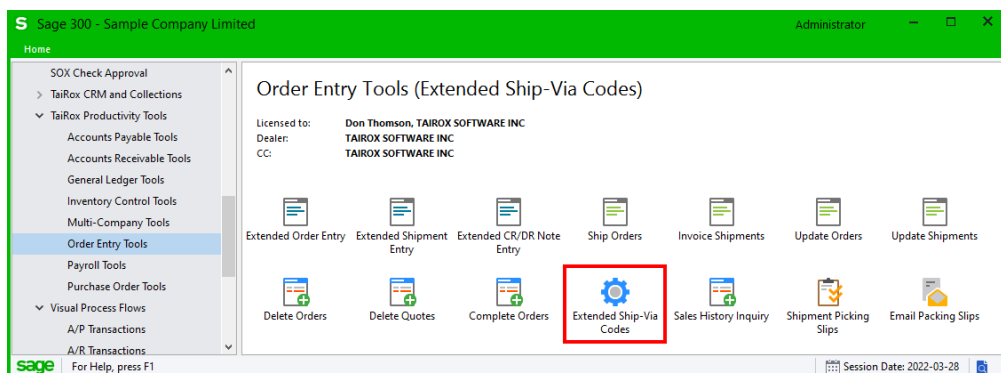 S Sage 300 - Sample Company Limited Administrator
Home
SOX Check Approval
TaiRox CRM and Collections
TaiRox Productivity Tools
Accounts Payable Tools
Accounts Receivable Tools
General Ledger Tools
Inventory Control Tools
Multi-Company Tools
Order Entry Tools
Payroll Tools
Purchase Order Tools
Visual Process Flows
A/P Transactions
A/R Transactions
Order Entry Tools (Extended Ship-Via Codes)
Licensed to: Don Thomson, TAIROX SOFTWARE INC
Dealer: TAIROX SOFTWARE INC
CC: TAIROX SOFTWARE INC
Extended Order Entry Extended Shipment Extended CR/DR Note Ship Orders Invoice Shipments Update Orders Update Shipments
Entry Entry
Delete Orders Delete Quotes Complete Orders Extended Ship-Via Sales History Inquiry Shipment Picking Email Packing Slips
Codes Slips
sage For Help, press F1 Session Date: 2022-03-28